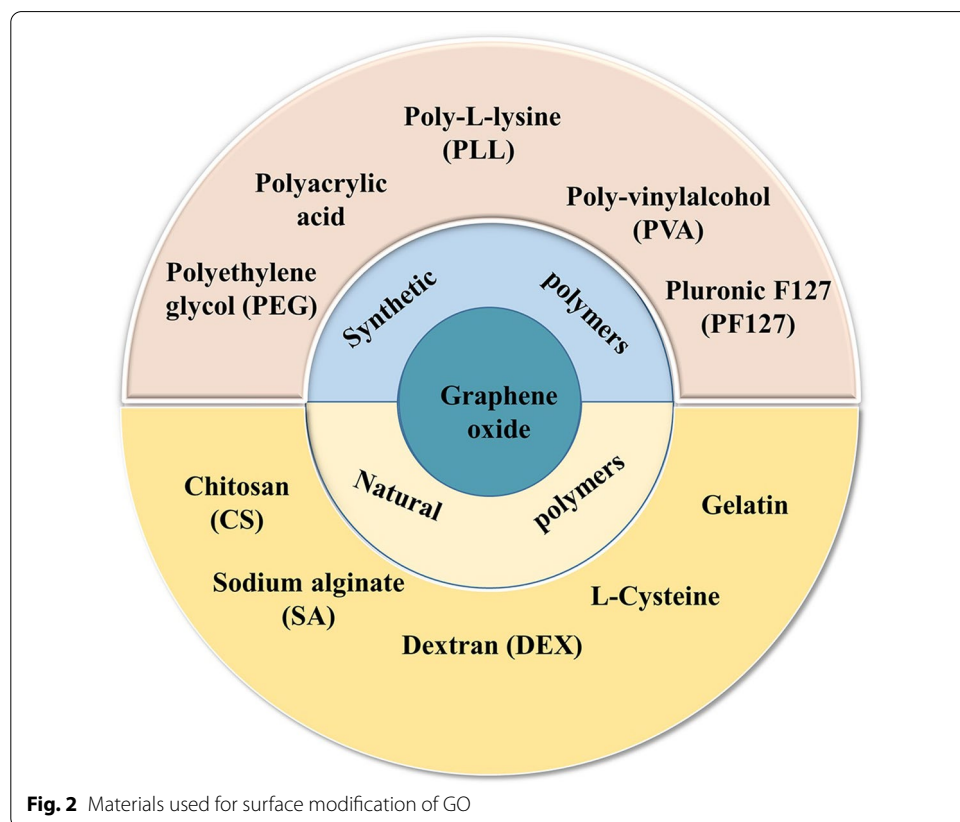 Poly-L-lysine
(PLL)
Polyacrylic
acid
Poly-vinylalcohol
(PVA)
Polyethylene
glycol (PEG)
Pluronic F127
(PF127)
Synthetic
polymers
Graphene
oxide
Natural
polymers
Chitosan
(CS)
Gelatin
Sodium alginate
(SA)
L-Cysteine
Dextran (DEX)
Fig. 2 Materials used for surface modification of GO